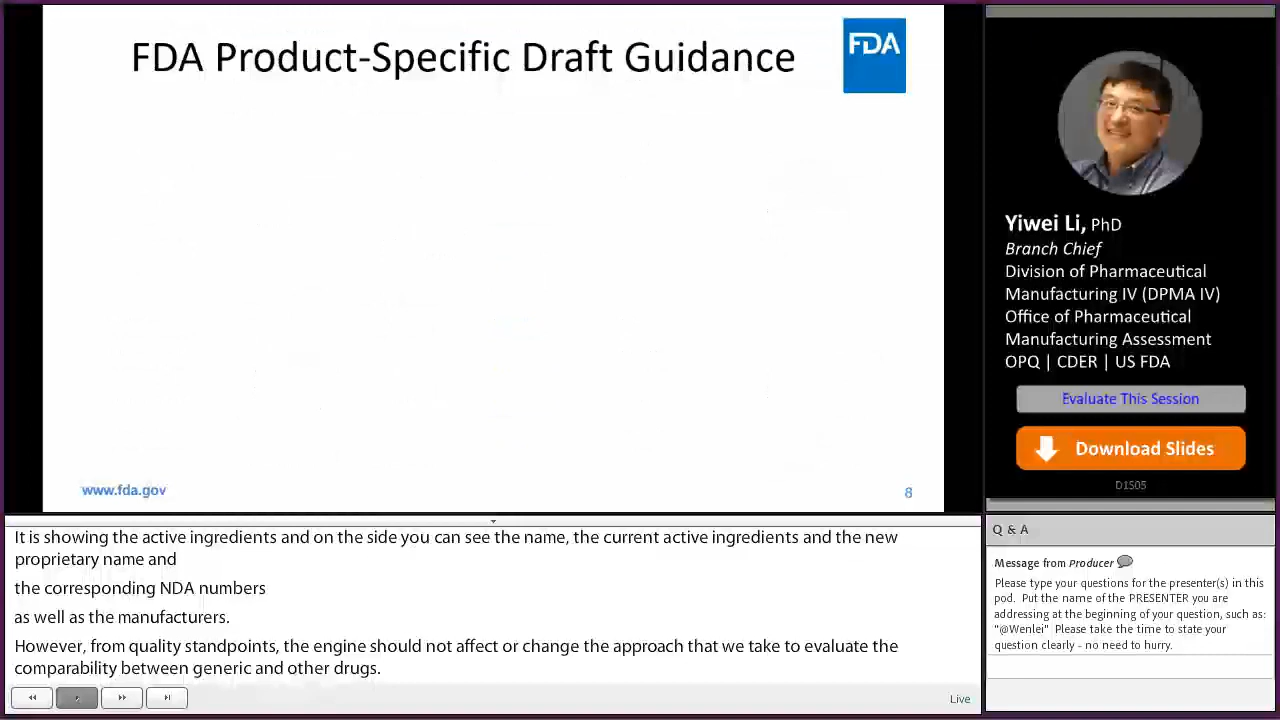 FDA Product-Specific Draft Guidance
FDA
www.fda.gov
8
Yiwei Li, PhD
Branch Chief
Division of Pharmaceutical
Manufacturing IV (DPMA IV)
Office of Pharmaceutical
Manufacturing Assessment
OPQ | CDER | US FDA
Evaluate This Session
Download Slides
D1S05
It is showing the active ingredients and on the side you can see the name, the current active ingredients and the new
proprietary name and
the corresponding NDA numbers
as well as the manufacturers.
However, from quality standpoints, the engine should not affect or change the approach that we take to evaluate the
comparability between generic and other drugs.
Live
Q & A
Message from Producer
Please type your questions for the presenter(s) in this
pod. Put the name of the PRESENTER you are
addressing at the beginning of your question, such as:
"@Wenlei" Please take the time to state your
question clearly - no need to hurry.